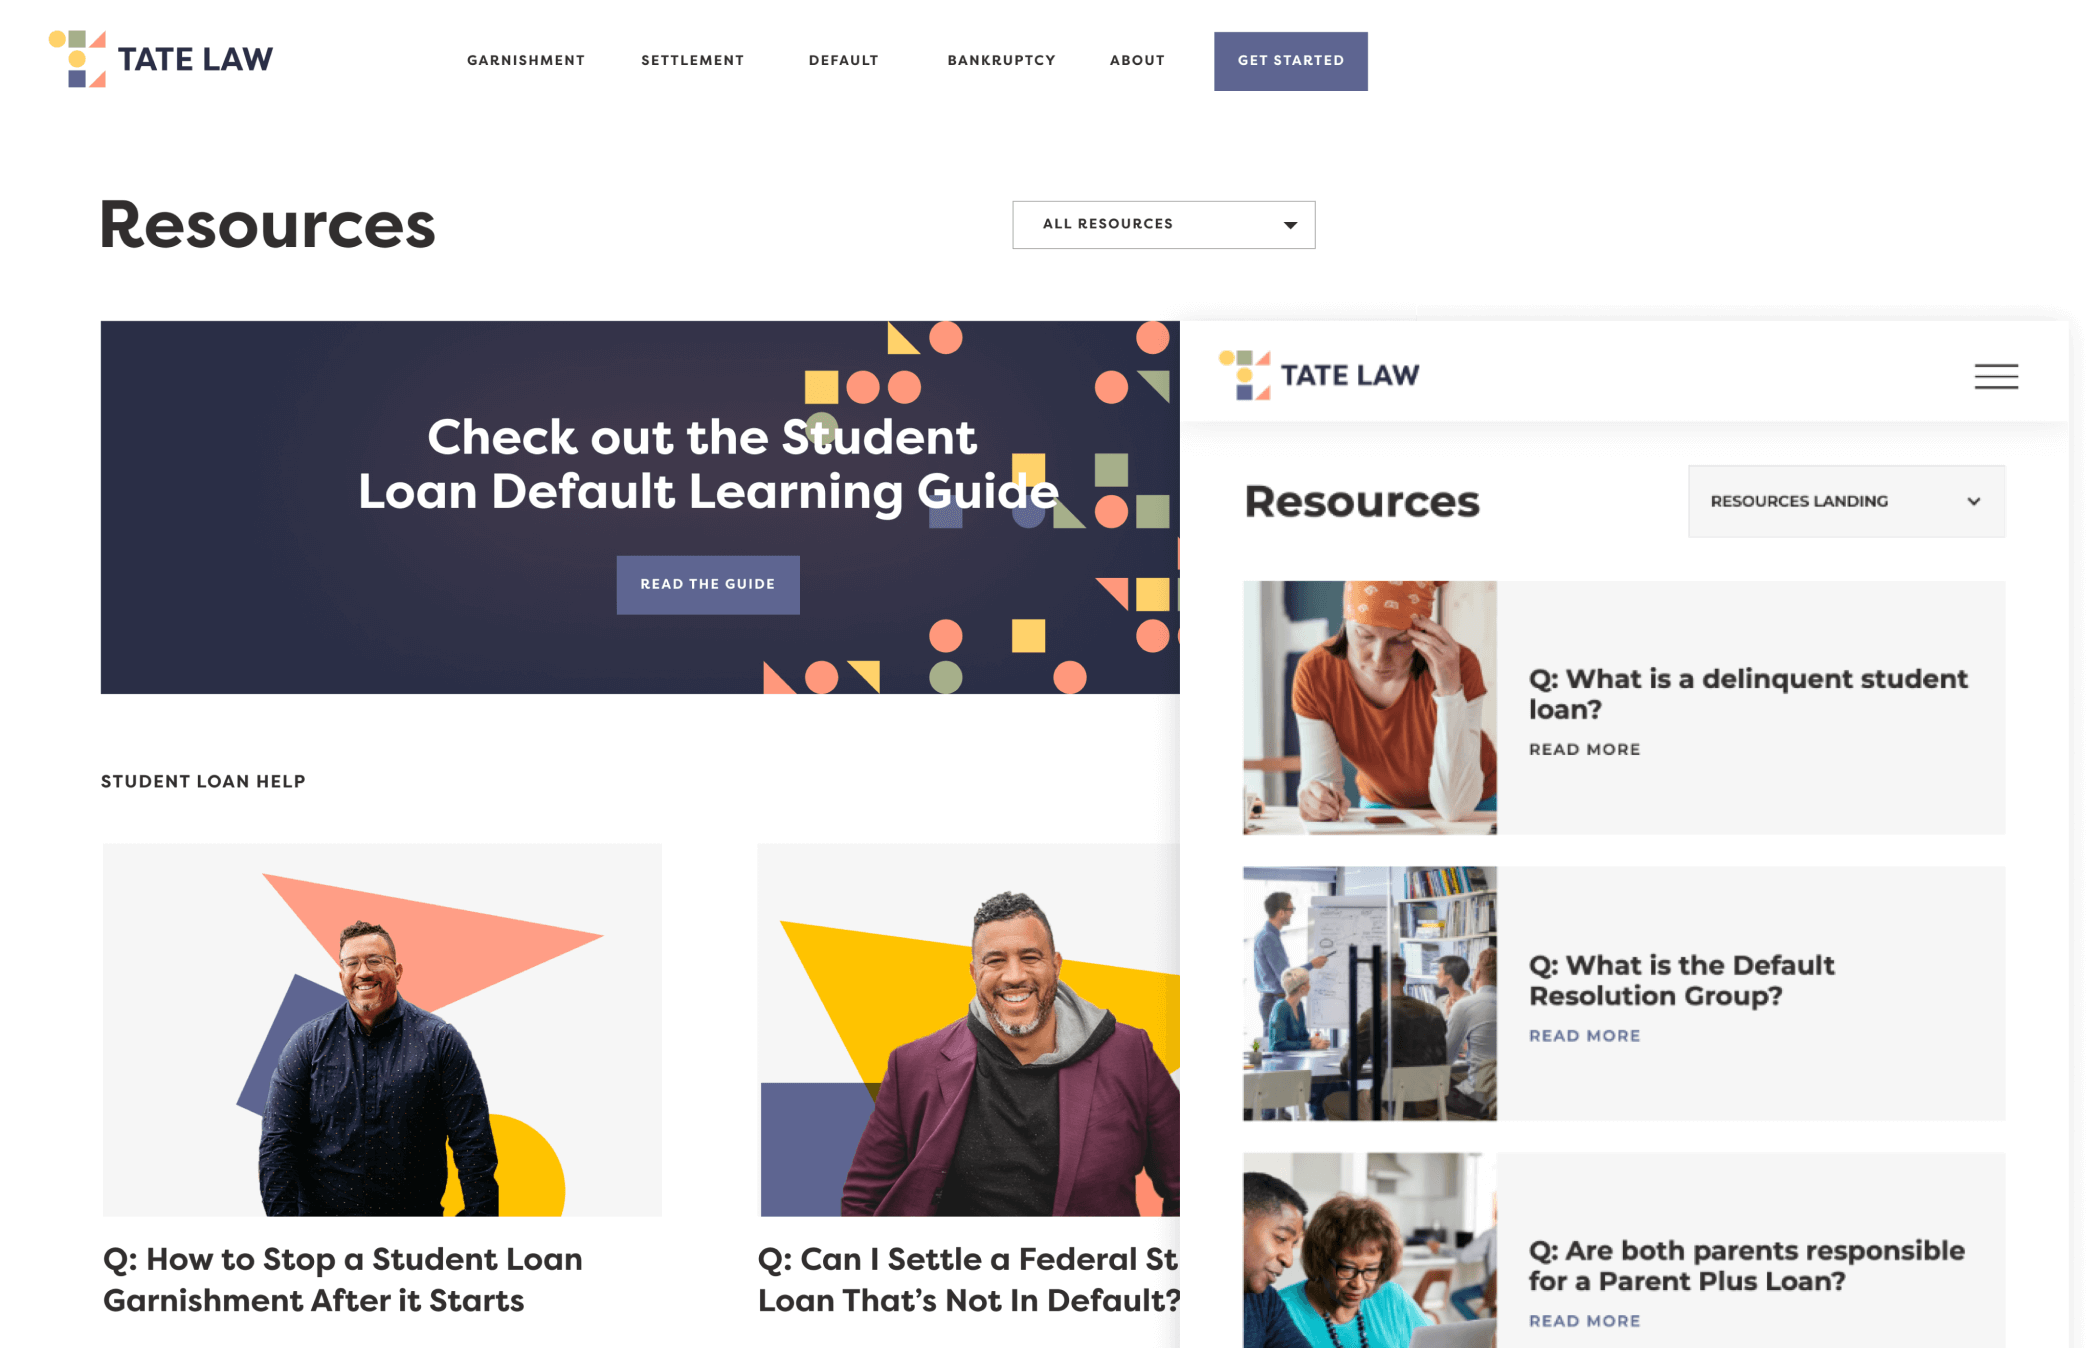 TATE LAW
GARNISHMENT
SETTLEMENT
DEFAULT
BANKRUPTCY
ABOUT
GET STARTED
Resources
ALL RESOURCES
Check out the Student
Loan Default Learning Guide
READ THE GUIDE
STUDENT LOAN HELP
Q: How to Stop a Student Loan
Garnishment After it Starts
Q: Can I Settle a Federal St
Loan That's Not In Default?
TATE LAW
Resources
RESOURCES LANDING
Q: What is a delinquent student
loan?
READ MORE
Q: What is the Default
Resolution Group?
READ MORE
Q: Are both parents responsible
for a Parent Plus Loan?
READ MORE